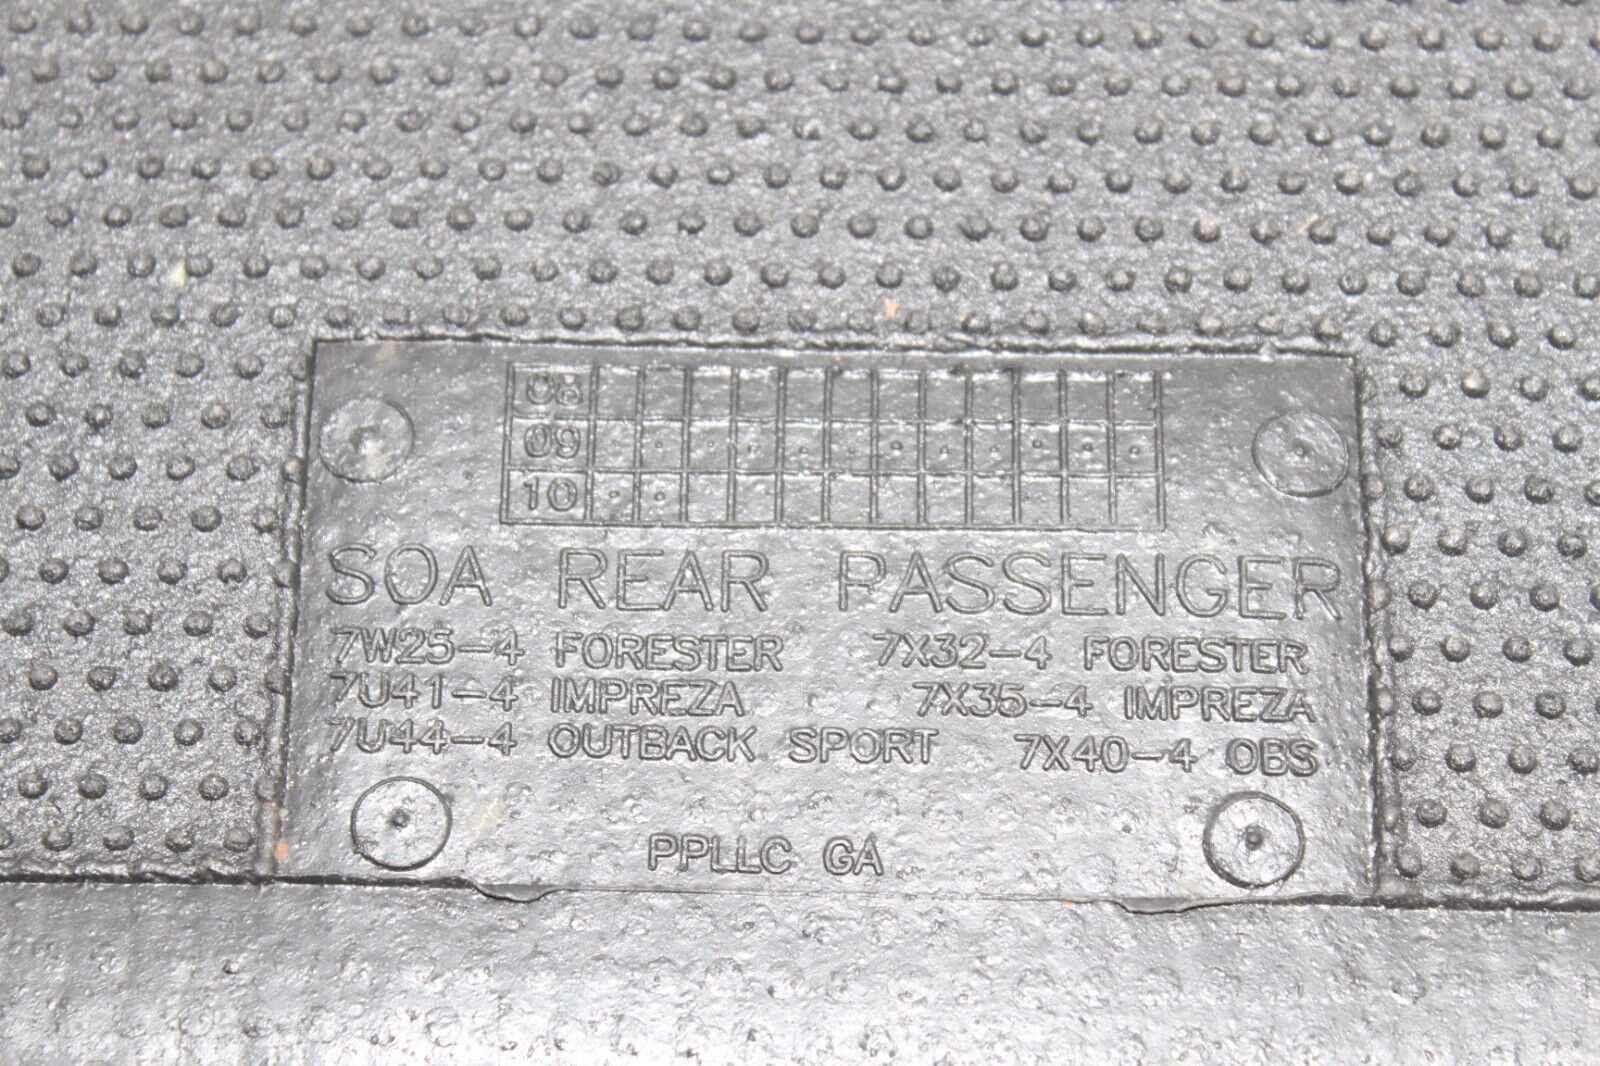 08
09
10
SOA REAR PASSENGER
7W25-4 FORESTER 7X32-4 FORESTER
7U41-4 IMPREZA 7X35-4 IMPREZA
7U44-4 OUTBACK SPORT 7X40-4 OBS
PPLLC GA